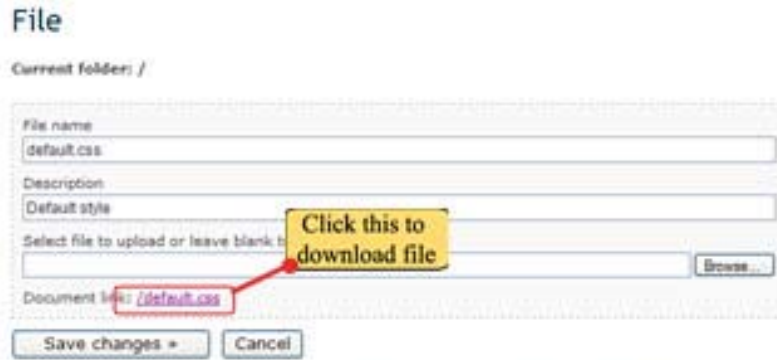 File
Current folder: /
File name
default.css
Description
Default style
Select file to upload or leave blank t
Click this to
download file
Browse...
Document link: /default.css
Save changes »
Cancel